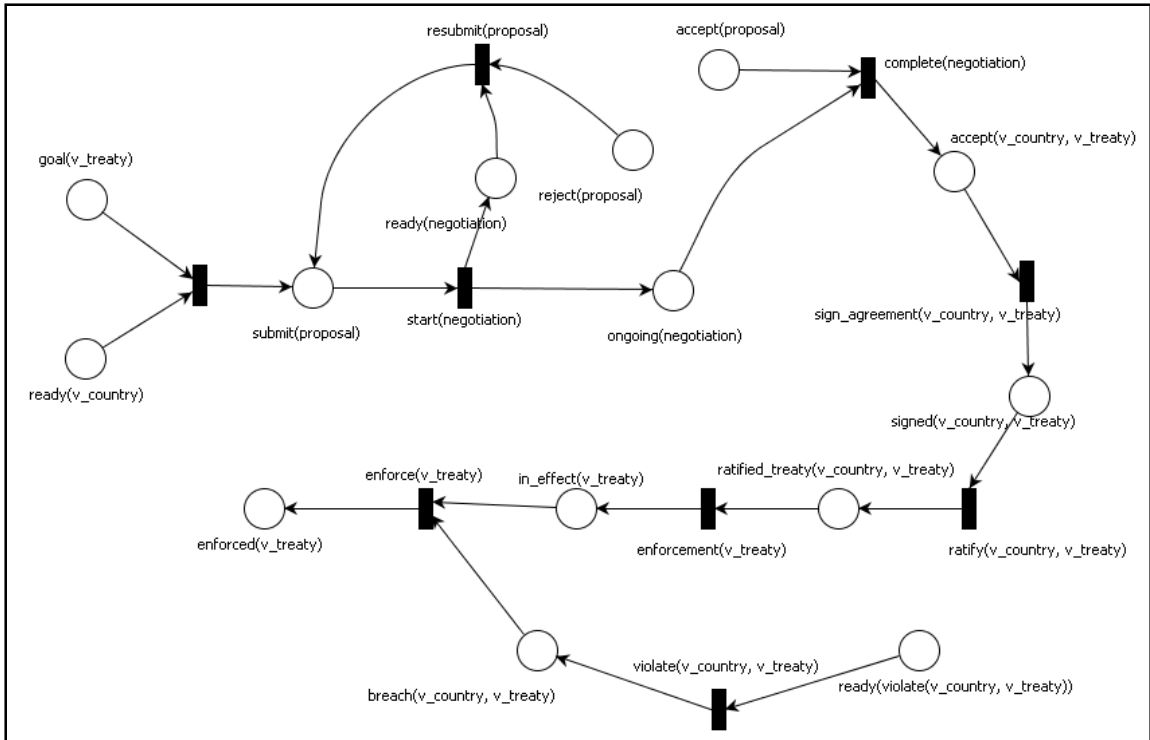 resubmit(proposal)
accept(proposal)
complete(negotiation)
accept(v_country, v_treaty)
goal(v_treaty)
reject(proposal)
ready(negotiation)
submit(proposal)
start(negotiation)
sign_agreement(v_country, v_treaty)
ongoing(negotiation)
ready(v_country)
signed(v_country, v_treaty)
enforce(v_treaty)
in_effect(v_treaty)
ratified_treaty(v_country, v_treaty)
enforced(v_treaty)
enforcement(v_treaty)
ratify(v_country, v_treaty)
violate(v_country, v_treaty)
breach(v_country, v_treaty)
ready(violate(v_country, v_treaty))